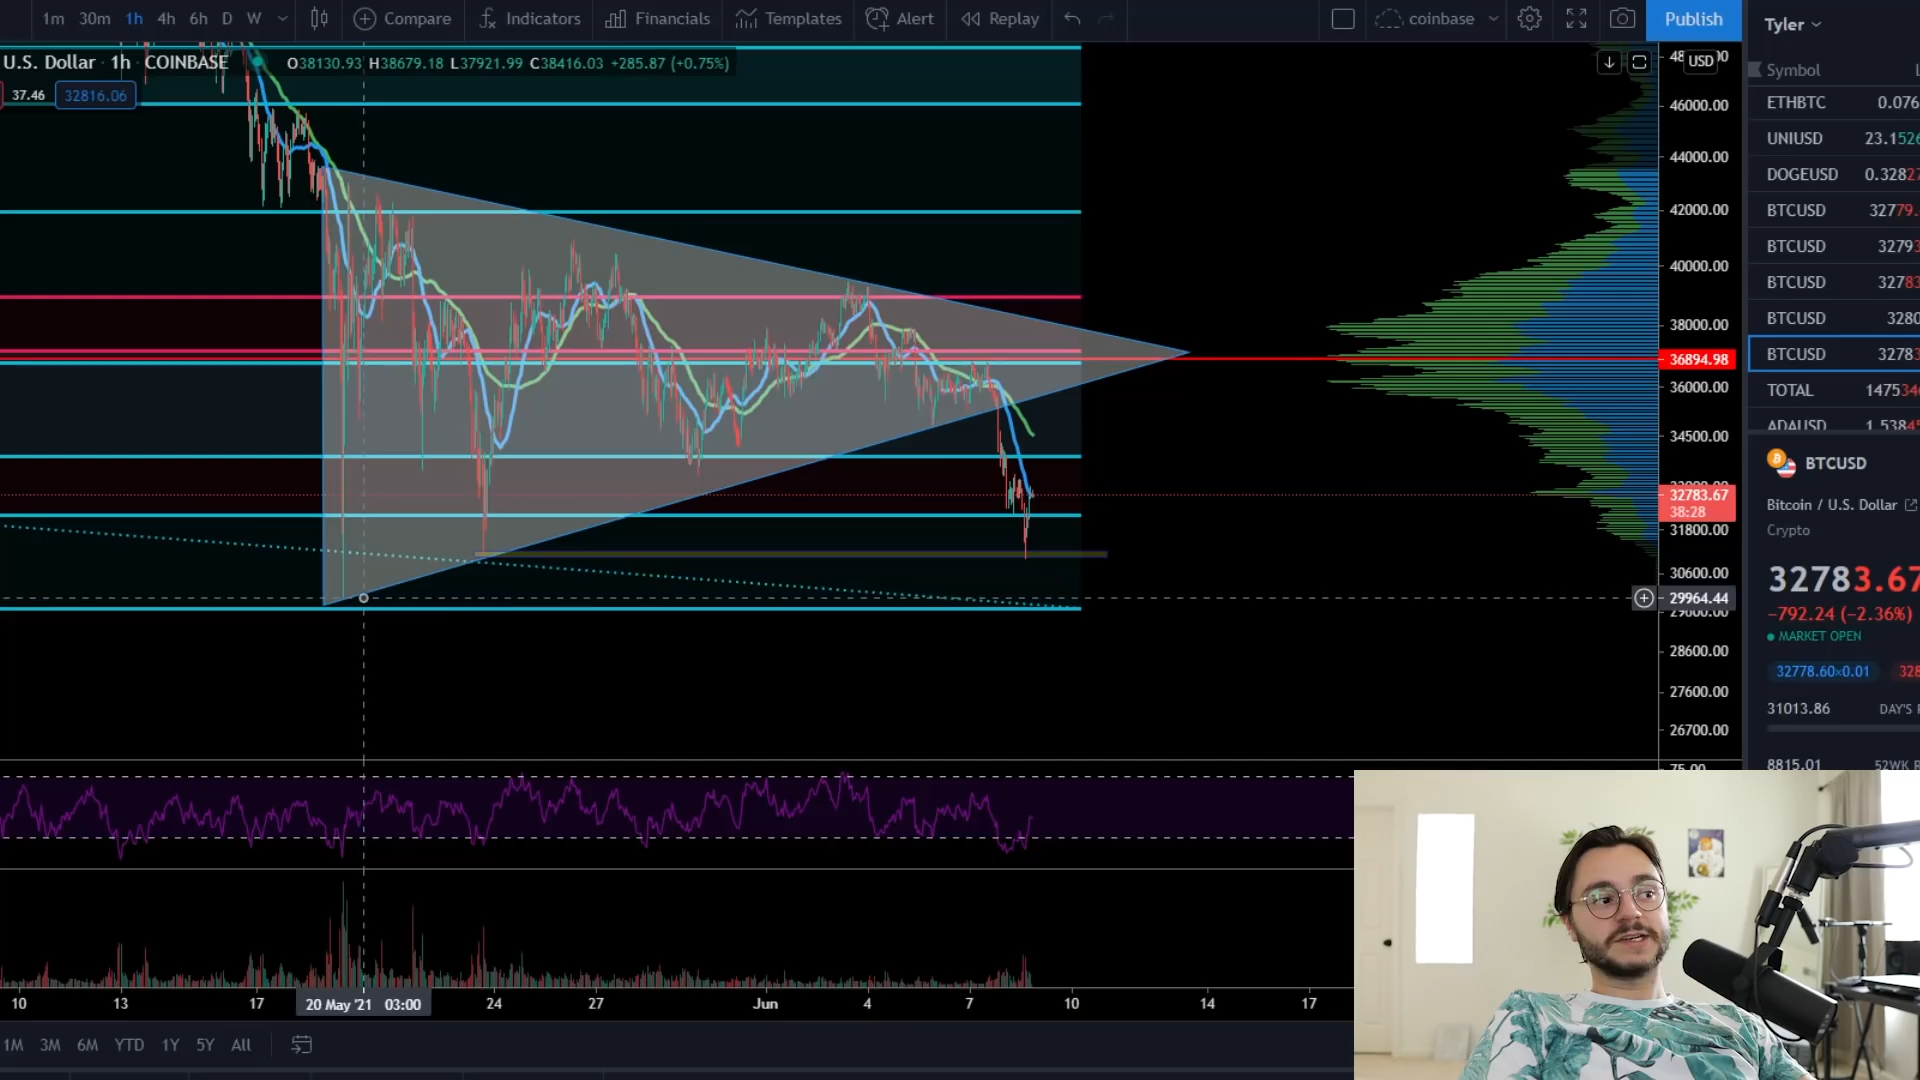 1m 30m 1h 4h 6h D W Compare Indicators Financials Templates Alert Replay coinbase Publish
Tyler
U.S. Dollar · 1h · COINBASE O38130.93 H38679.18 L37921.99 C38416.03 +285.87 (+0.75%)
37.46 32816.06
USD
46000.00
44000.00
42000.00
40000.00
38000.00
36894.98
36000.00
34500.00
32783.67
38:28
31800.00
30600.00
29964.44
28600.00
27600.00
26700.00
75.00
Symbol L
ETHBTC 0.076
UNIUSD 23.1526
DOGEUSD 0.32827
BTCUSD 32779.
BTCUSD 32793
BTCUSD 32783
BTCUSD 3280
BTCUSD 32783
TOTAL 1475346
ADAUSD 1.53845
BTCUSD
Bitcoin / U.S. Dollar
Crypto
32783.67
−792.24 (−2.36%)
MARKET OPEN
32778.60×0.01 328
31013.86 DAY'S R
8815.01 52WK R
10 13 17 20 May '21 03:00 24 27 Jun 4 7 10 14 17
1M 3M 6M YTD 1Y 5Y All